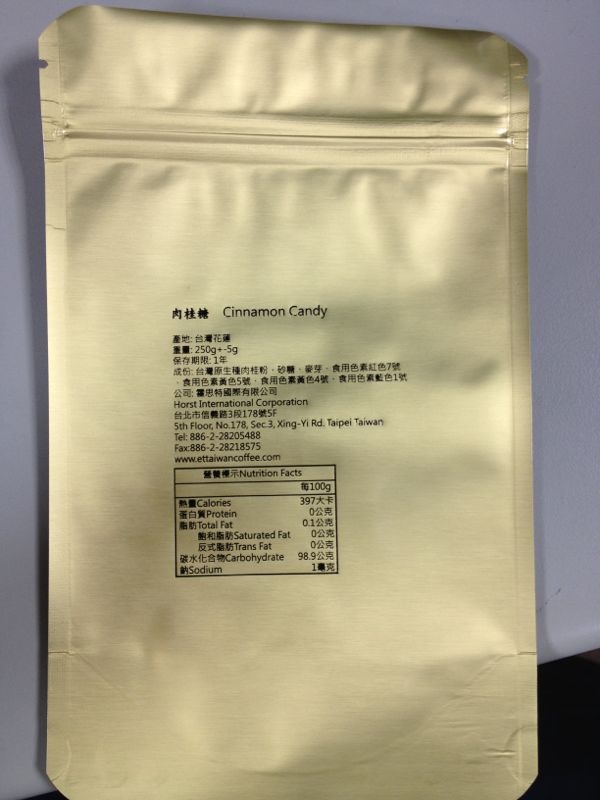 肉桂糖 Cinnamon Candy
產地: 台灣花蓮
重量: 250g+-5g
保存期限: 1年
成份: 台灣原生種肉桂粉、砂糖、麥芽、食用色素紅色7號
、食用色素黃色5號、食用色素黃色4號、食用色素藍色1號
公司: 霍思特國際有限公司
Horst International Corporation
台北市信義路3段178號5F
5th Floor, No.178, Sec.3, Xing-Yi Rd. Taipei Taiwan
Tel: 886-2-28205488
Fax:886-2-28218575
www.ettaiwancoffee.com
營養標示Nutrition Facts
每100g
熱量Calories 397大卡
蛋白質Protein 0公克
脂肪Total Fat 0.1公克
飽和脂肪Saturated Fat 0公克
反式脂肪Trans Fat 0公克
碳水化合物Carbohydrate 98.9公克
鈉Sodium 1毫克